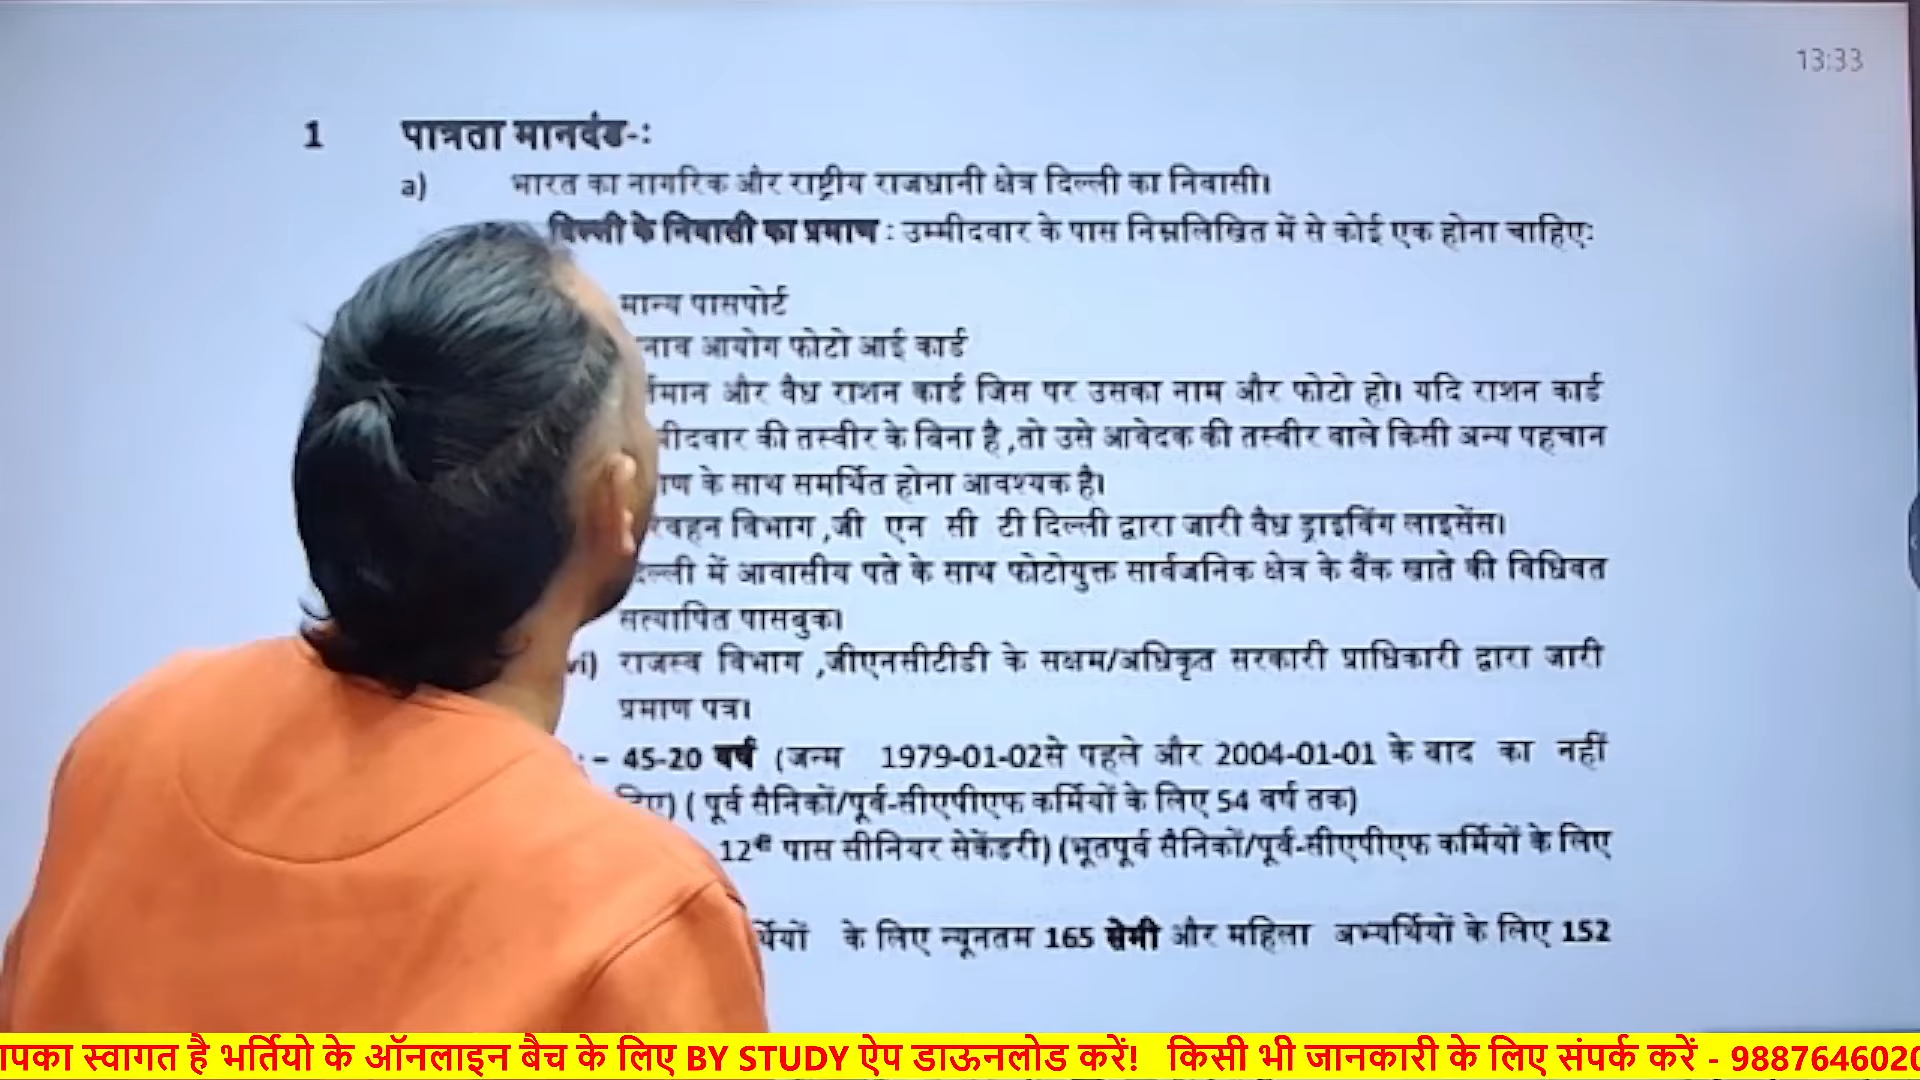 13:33
1 पात्रता मानदंड-:
a) भारत का नागरिक और राष्ट्रीय राजधानी क्षेत्र दिल्ली का निवासी।
दिल्ली के निवासी का प्रमाण : उम्मीदवार के पास निम्नलिखित में से कोई एक होना चाहिए:
मान्य पासपोर्ट
आयोग फोटो आई कार्ड
और वैध राशन कार्ड जिस पर उसका नाम और फोटो हो। यदि राशन कार्ड
की तस्वीर के बिना है ,तो उसे आवेदक की तस्वीर वाले किसी अन्य पहचान
के साथ समर्थित होना आवश्यक है।
विभाग ,जी एन सी टी दिल्ली द्वारा जारी वैध ड्राइविंग लाइसेंस।
में आवासीय पते के साथ फोटोयुक्त सार्वजनिक क्षेत्र के बैंक खाते की विधिवत
सत्यापित पासबुक।
vi) राजस्व विभाग ,जीएनसीटीडी के सक्षम/अधिकृत सरकारी प्राधिकारी द्वारा जारी
प्रमाण पत्र।
– 45-20 वर्ष (जन्म 1979-01-02से पहले और 2004-01-01 के बाद का नहीं
( पूर्व सैनिकों/पूर्व-सीएपीएफ कर्मियों के लिए 54 वर्ष तक)
12वी पास सीनियर सेकेंडरी) (भूतपूर्व सैनिकों/पूर्व-सीएपीएफ कर्मियों के लिए
के लिए न्यूनतम 165 सेमी और महिला अभ्यर्थियों के लिए 152
स्वागत है भर्तियो के ऑनलाइन बैच के लिए BY STUDY ऐप डाऊनलोड करें! किसी भी जानकारी के लिए संपर्क करें - 9887646020